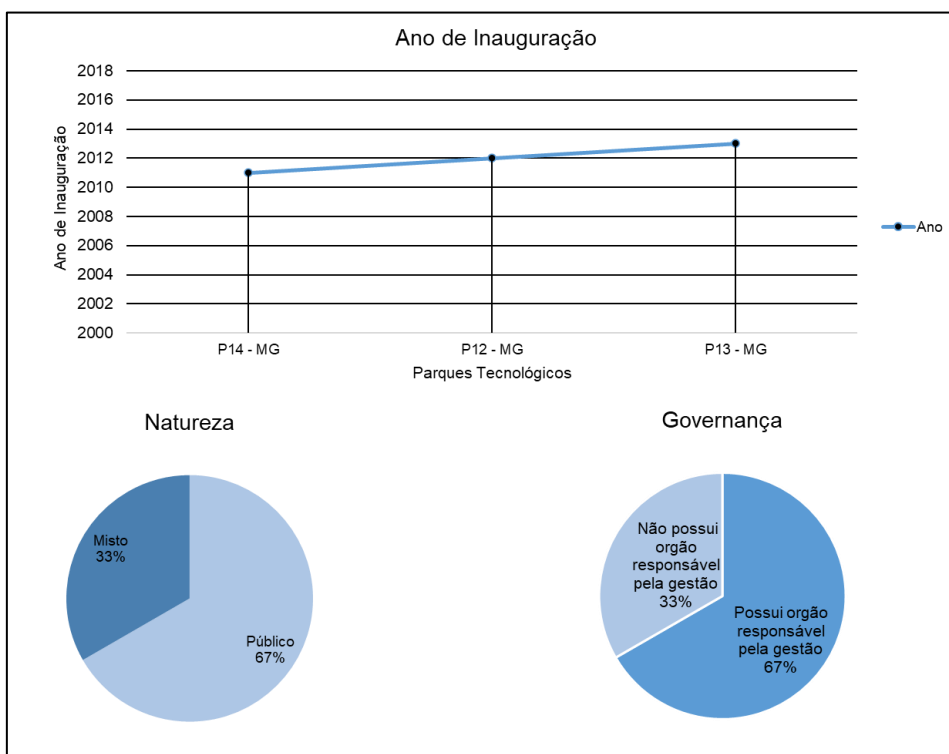 Ano de Inauguração
Ano de Inauguração
2018
2016
2014
2012
2010
2008
2006
2004
2002
2000
Ano
P14 - MG
P12 - MG
P13 - MG
Parques Tecnológicos
Natureza
Misto
33%
Público
67%
Governança
Não possui
orgão
responsável
pela gestão
33%
Possui orgão
responsável
pela gestão
67%